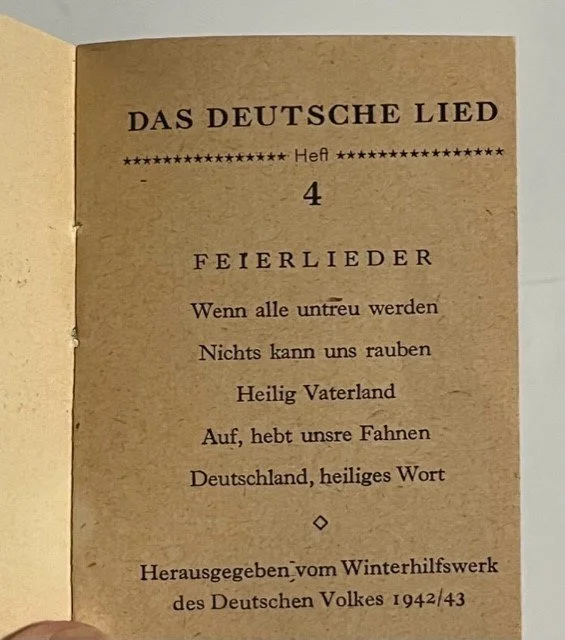 DAS DEUTSCHE LIED
**************** Heft ****************
4
FEIERLIEDER
Wenn alle untreu werden
Nichts kann uns rauben
Heilig Vaterland
Auf, hebt unsre Fahnen
Deutschland, heiliges Wort
◇
Herausgegeben vom Winterhilfswerk
des Deutschen Volkes 1942/43